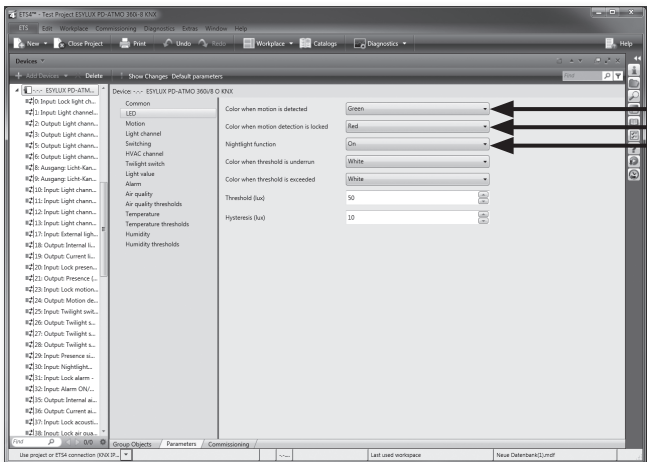 ETS4™ - Test Project ESYLUX PD-ATMO 360i-8 KNX
ETS Edit Workplace Commissioning Diagnostics Extras Window Help
New Close Project Print Undo Redo Workplace Catalogs Diagnostics Help
Devices
Add Devices Delete Show Changes Default parameters Find
-.-.- ESYLUX PD-ATM...
0: Input: Lock light ch...
1: Input: Light channel...
2: Output: Light chann...
3: Output: Light chann...
5: Output: Light chann...
6: Output: Light chann...
8: Ausgang: Licht-Kan...
9: Ausgang: Licht-Kan...
10: Input: Light chann...
11: Input: Light chann...
12: Input: Light chann...
13: Input: Light chann...
17: Input: External ligh...
18: Output: Internal li...
19: Output: Current li...
20: Input: Lock presen...
21: Output: Presence (...
23: Input: Lock motion...
24: Output: Motion de...
25: Input: Twilight swit...
26: Output: Twilight s...
27: Output: Twilight s...
28: Output: Twilight s...
29: Input: Presence si...
30: Input: Nightlight...
31: Input: Lock alarm -
32: Input: Alarm ON/...
35: Output: Internal ai...
36: Output: Current ai...
37: Input: Lock acousti...
38: Input: Lock air qua...
Find 0/0
Device: -.-.- ESYLUX PD-ATMO 360i/8 O KNX
Common
LED
Motion
Light channel
Switching
HVAC channel
Twilight switch
Light value
Alarm
Air quality
Air quality thresholds
Temperature
Temperature thresholds
Humidity
Humidity thresholds
Color when motion is detected Green
Color when motion detection is locked Red
Nightlight function On
Color when threshold is underrun White
Color when threshold is exceeded White
Threshold (lux) 50
Hysteresis (lux) 10
Group Objects Parameters Commissioning
Use project or ETS4 connection (KNX IP... -.-.... Last used workspace Neue Datenbank(1).mdf